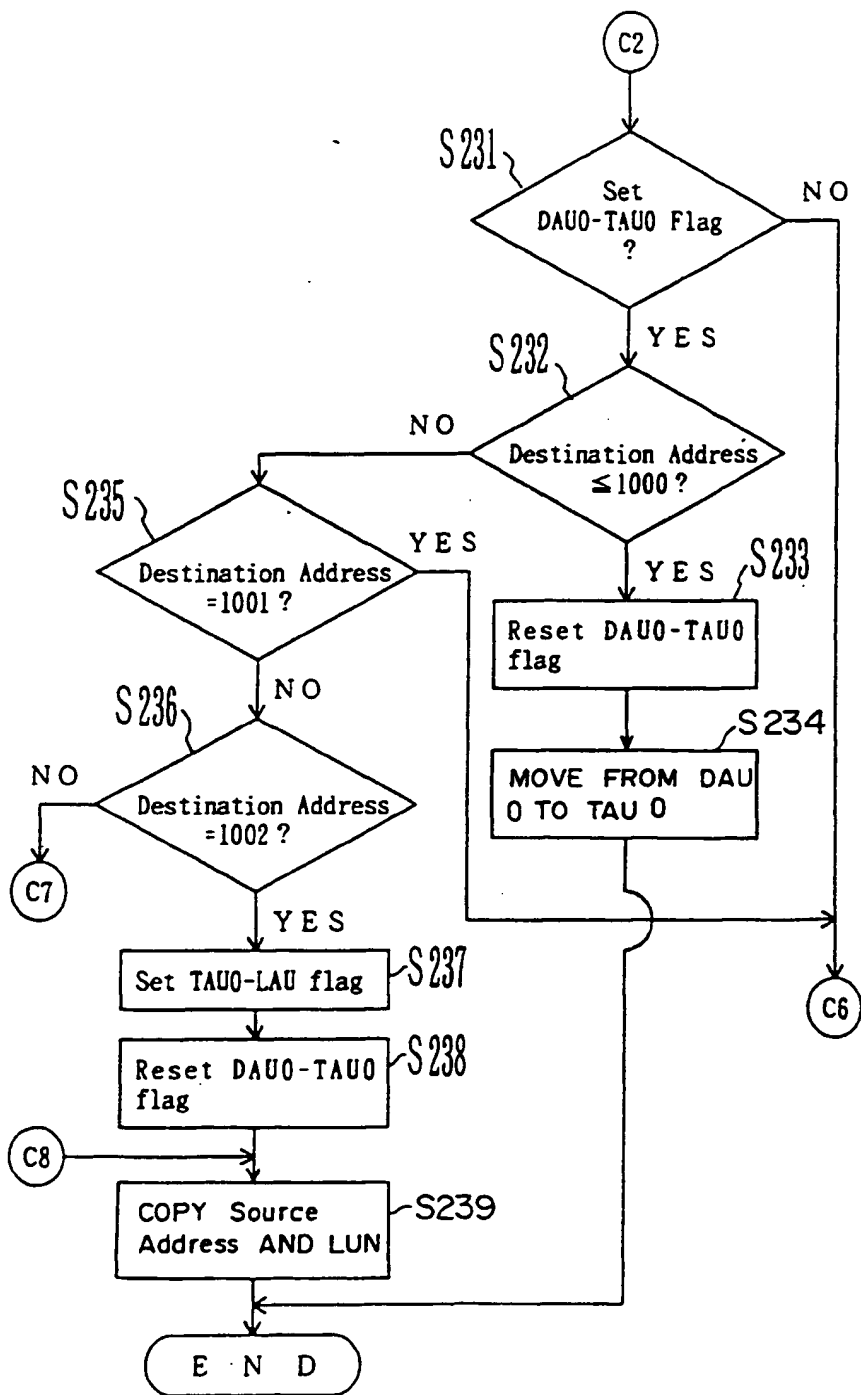 C2
S231
Set
DAU0-TAU0 Flag
?
NO
YES
S232
NO
Destination Address
≦1000?
S235
YES
Destination Address
=1001?
YES
S233
Reset DAU0-TAU0
flag
NO
S236
S234
MOVE FROM DAU
0 TO TAU 0
NO
Destination Address
=1002?
C7
YES
Set TAU0-LAU flag
S237
C6
Reset DAU0-TAU0
flag
S238
C8
COPY Source
Address AND LUN
S239
E N D